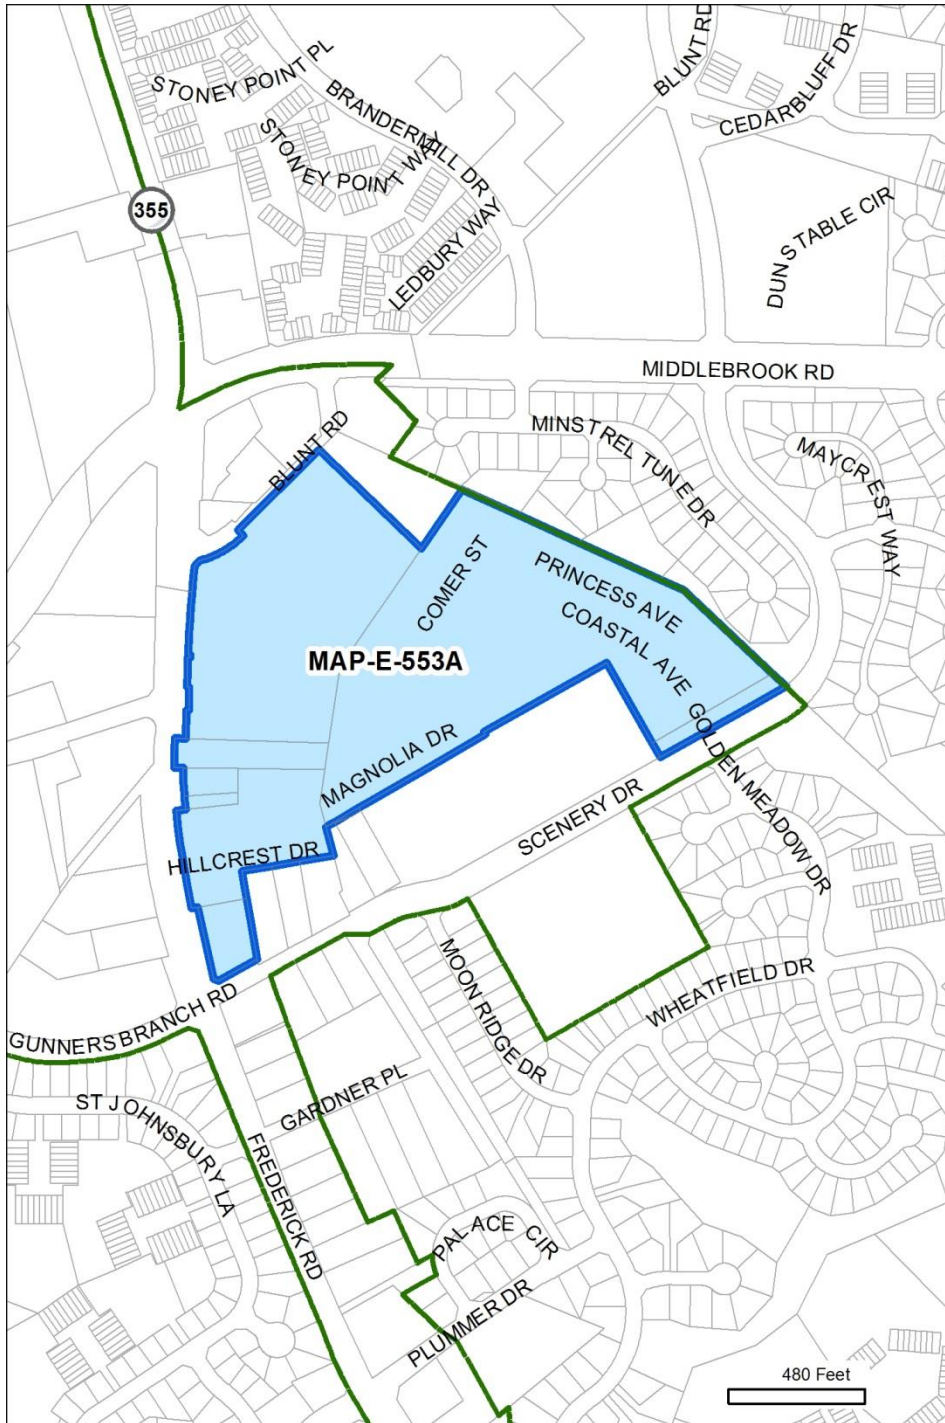 STONEY POINT PL
BRANDERMILL DR
BLUNT RD
CEDARBLUFF DR
STONEY POINT WAY
355
LEDBURY WAY
DUNSTABLE CIR
MIDDLEBROOK RD
BLUNT RD
MINSTREL TUNE DR
MAYCREST WAY
COMER ST
PRINCESS AVE
COASTAL AVE
MAP-E-553A
MAGNOLIA DR
GOLDEN MEADOW DR
SCENERY DR
HILLCREST DR
MOON RIDGE DR
WHEATFIELD DR
GUNNERS BRANCH RD
GARDNER PL
ST JOHNSBURY LA
FREDERICK RD
PALACE CIR
PLUMMER DR
480 Feet